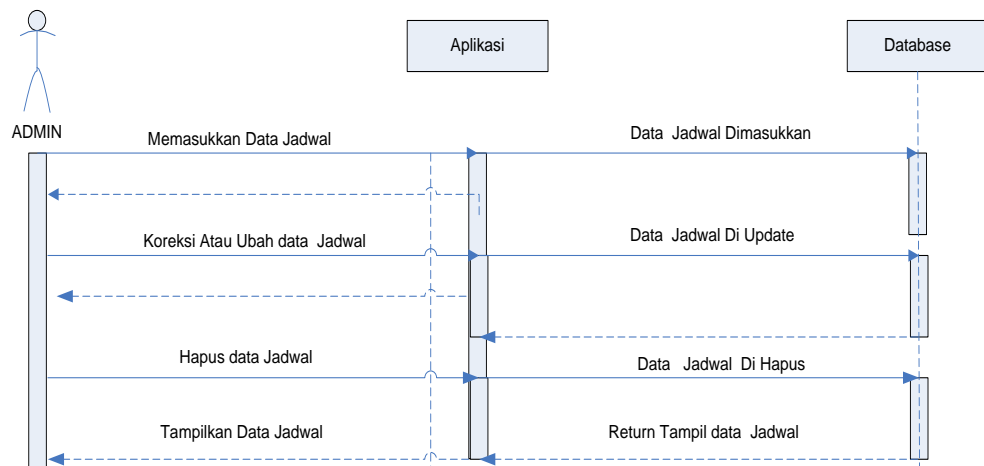 Aplikasi
Database
ADMIN
Memasukkan Data Jadwal
Data Jadwal Dimasukkan
Koreksi Atau Ubah data Jadwal
Data Jadwal Di Update
Hapus data Jadwal
Data Jadwal Di Hapus
Tampilkan Data Jadwal
Return Tampil data Jadwal